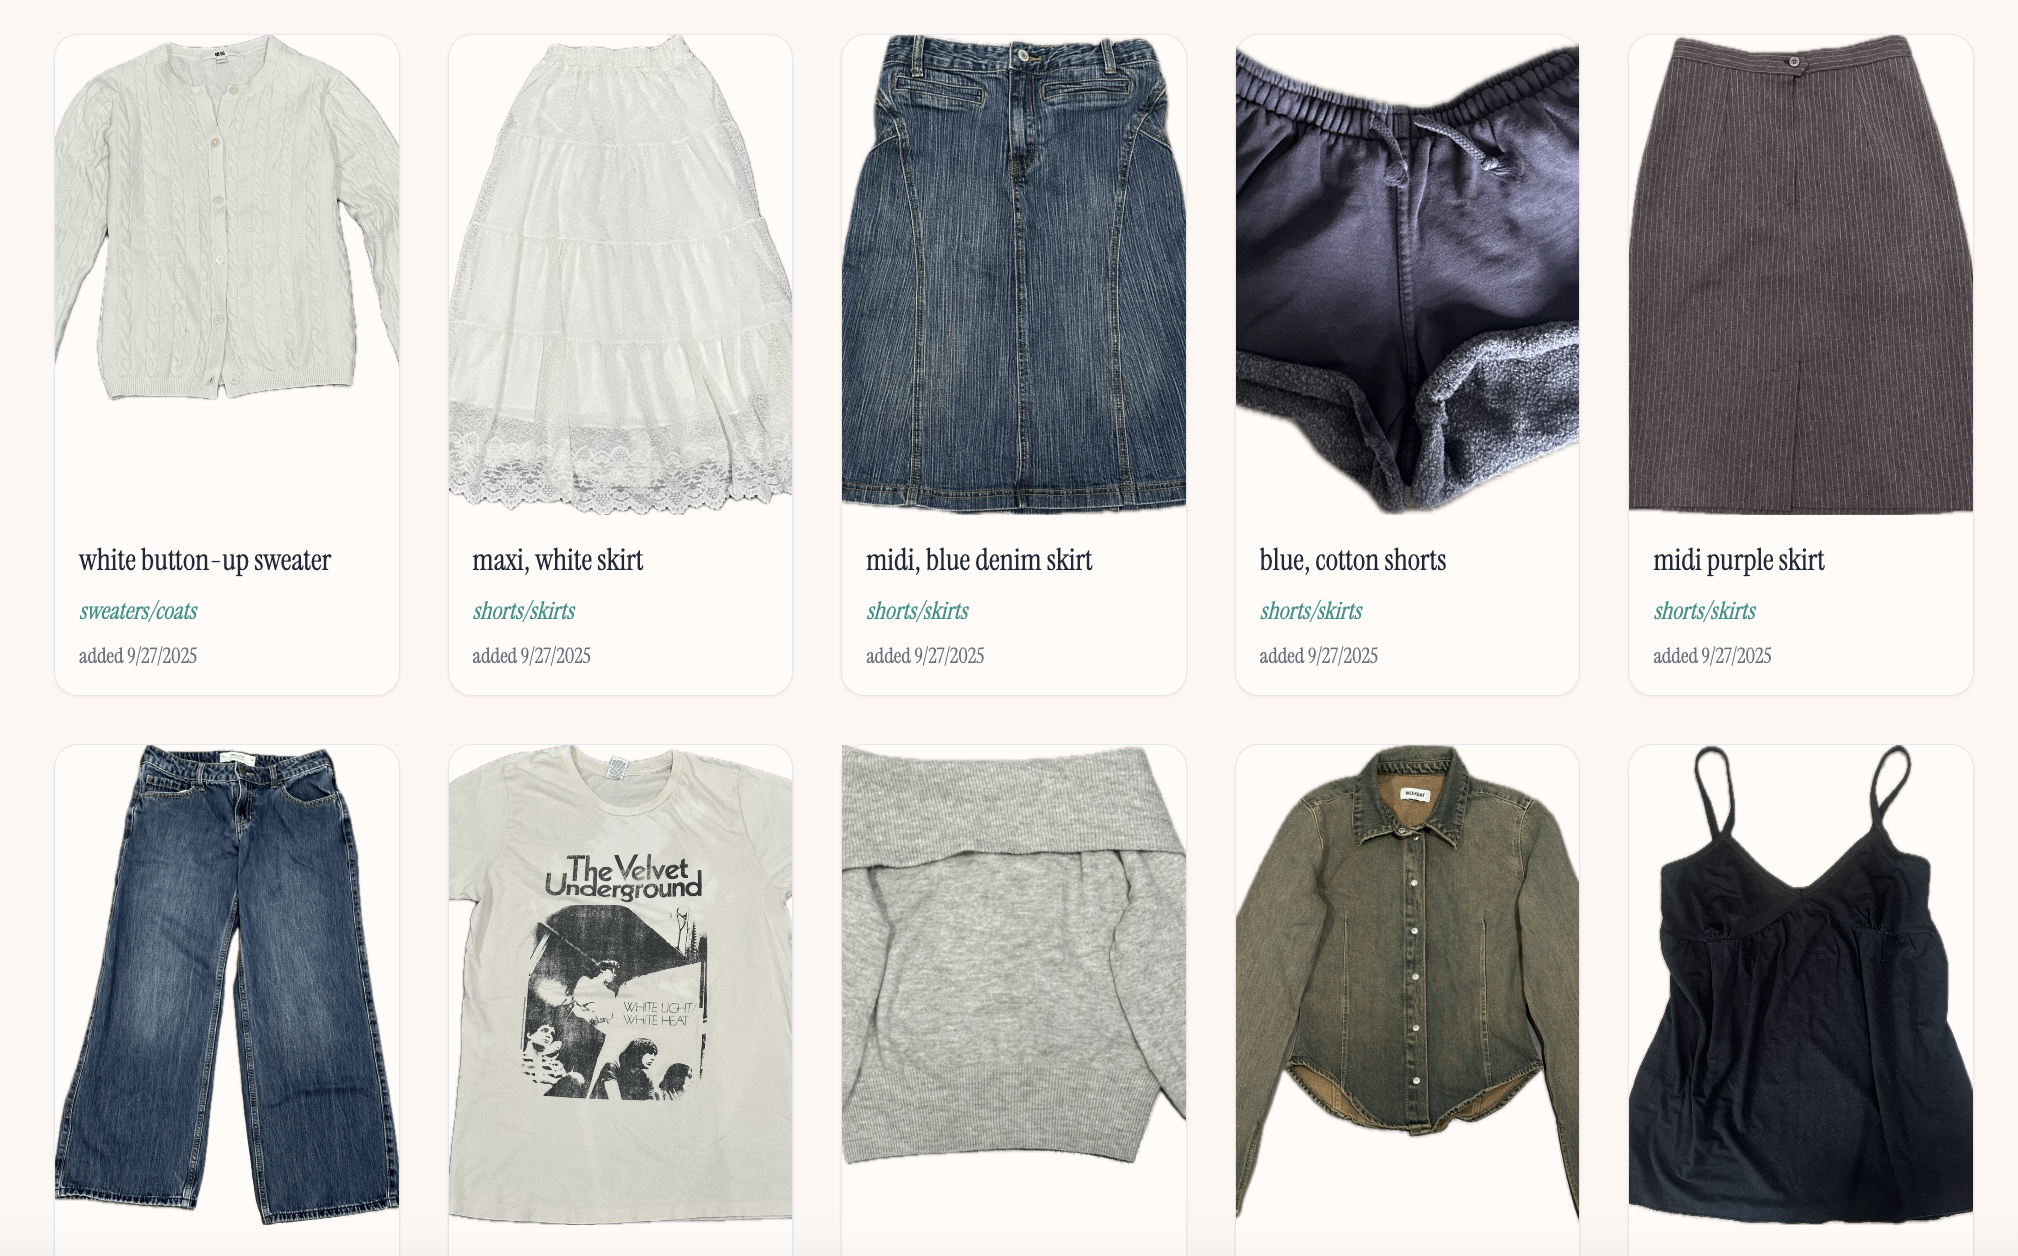 white button-up sweater
maxi, white skirt
midi, blue denim skirt
blue, cotton shorts
midi purple skirt
sweaters/coats
shorts/skirts
shorts/skirts
shorts/skirts
shorts/skirts
added 9/27/2025
added 9/27/2025
added 9/27/2025
added 9/27/2025
added 9/27/2025
WEEKDAY
The Velvet
Underground
WHITE LIGHT/
WHITE HEAT